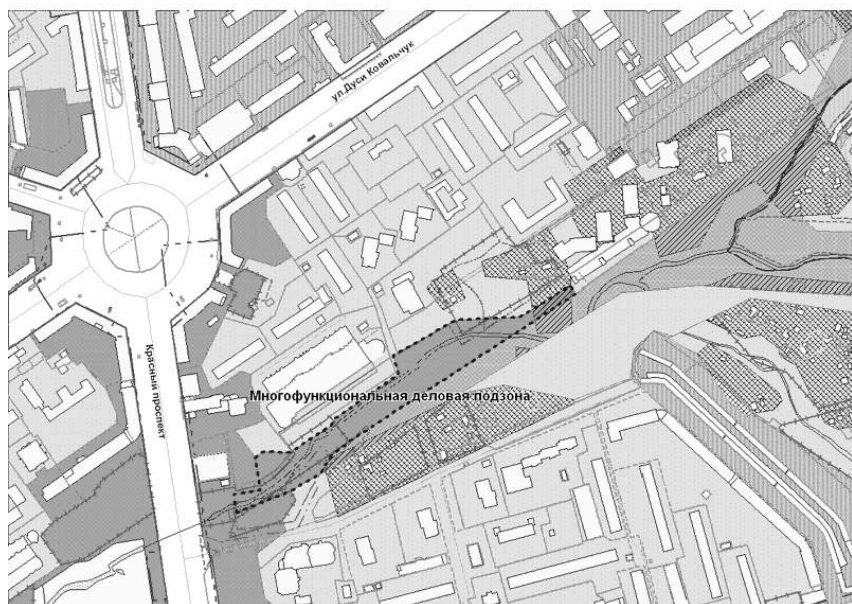 ул.Дуси Ковальчук
Красный проспект
Многофункциональная деловая подзона